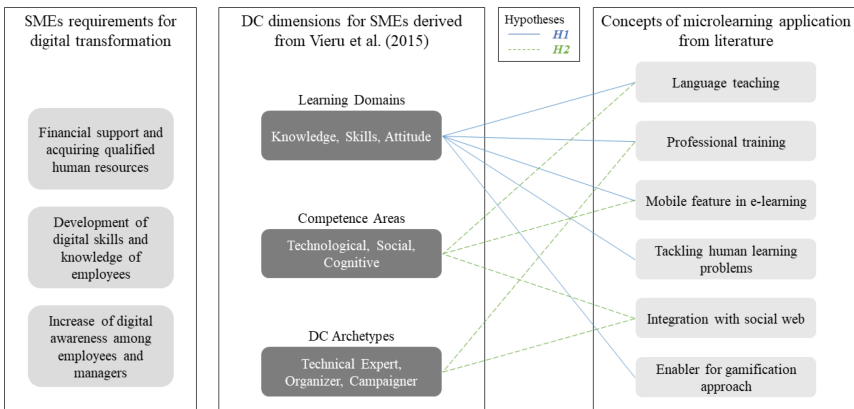 SMEs requirements for
digital transformation
Financial support and
acquiring qualified
human resources
Development of
digital skills and
knowledge of
employees
Increase of digital
awareness among
employees and
managers
DC dimensions for SMEs derived
from Vieru et al. (2015)
Learning Domains
Knowledge, Skills, Attitude
Competence Areas
Technological, Social,
Cognitive
DC Archetypes
Technical Expert,
Organizer, Campaigner
Hypotheses
H1
H2
Concepts of microlearning application
from literature
Language teaching
Professional training
Mobile feature in e-learning
Tackling human learning
problems
Integration with social web
Enabler for gamification
approach